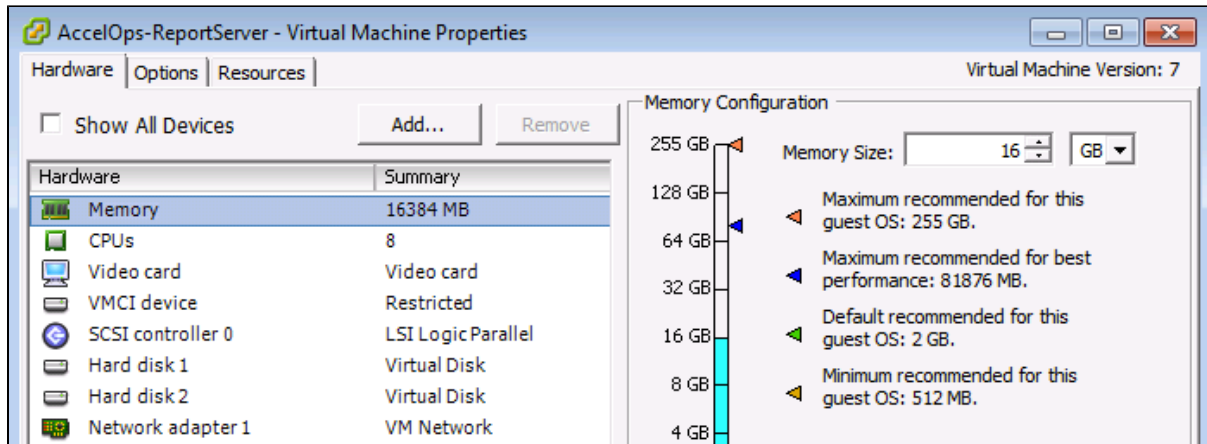 AccelOps-ReportServer - Virtual Machine Properties
Hardware Options Resources
Virtual Machine Version: 7
Show All Devices
Add...
Remove
Hardware Summary
Memory 16384 MB
CPUs 8
Video card Video card
VMCI device Restricted
SCSI controller 0 LSI Logic Parallel
Hard disk 1 Virtual Disk
Hard disk 2 Virtual Disk
Network adapter 1 VM Network
Memory Configuration
255 GB
128 GB
64 GB
32 GB
16 GB
8 GB
4 GB
Memory Size: 16 GB
Maximum recommended for this
guest OS: 255 GB.
Maximum recommended for best
performance: 81876 MB.
Default recommended for this
guest OS: 2 GB.
Minimum recommended for this
guest OS: 512 MB.